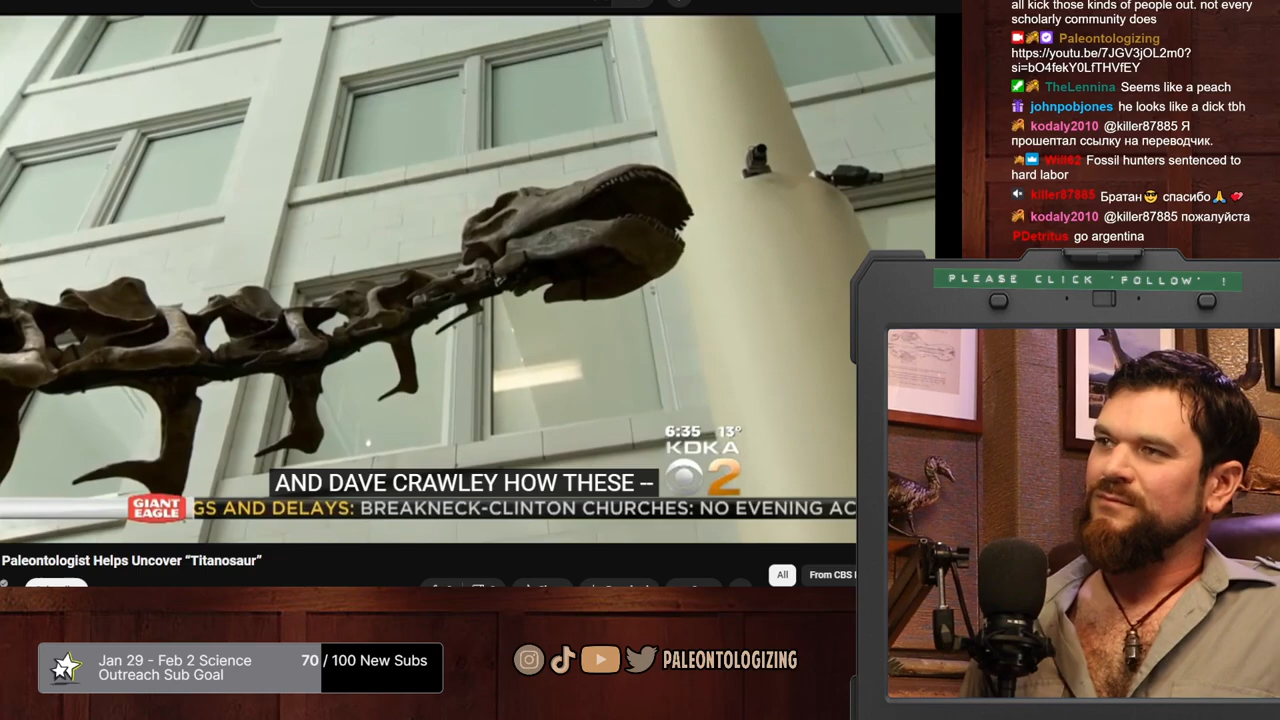 all kick those kinds of people out. not every
scholarly community does
Paleontologizing
https://youtu.be/7JGV3jOL2m0?
si=bO4fekY0LfTHVfEY
TheLennina Seems like a peach
johnpobjones he looks like a dick tbh
kodaly2010 @killer87885 Я
прошептал ссылку на переводчик.
Will62 Fossil hunters sentenced to
hard labor
killer87885 Братан😎 спасибо🙏 💕
kodaly2010 @killer87885 пожалуйста
PDetritus go argentina
PLEASE CLICK "FOLLOW" !
6:35 13°
KDKA
2
AND DAVE CRAWLEY HOW THESE --
GIANT
EAGLE
GS AND DELAYS: BREAKNECK-CLINTON CHURCHES: NO EVENING AC
Paleontologist Helps Uncover “Titanosaur”
All
From CBS
Jan 29 - Feb 2 Science
Outreach Sub Goal
70 / 100 New Subs
PALEONTOLOGIZING